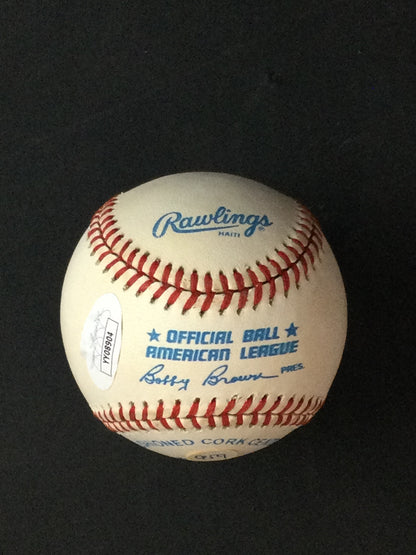 Rawlings®
HAITI
★ OFFICIAL BALL ★
AMERICAN LEAGUE
Bobby Brown PRES.
YY08904